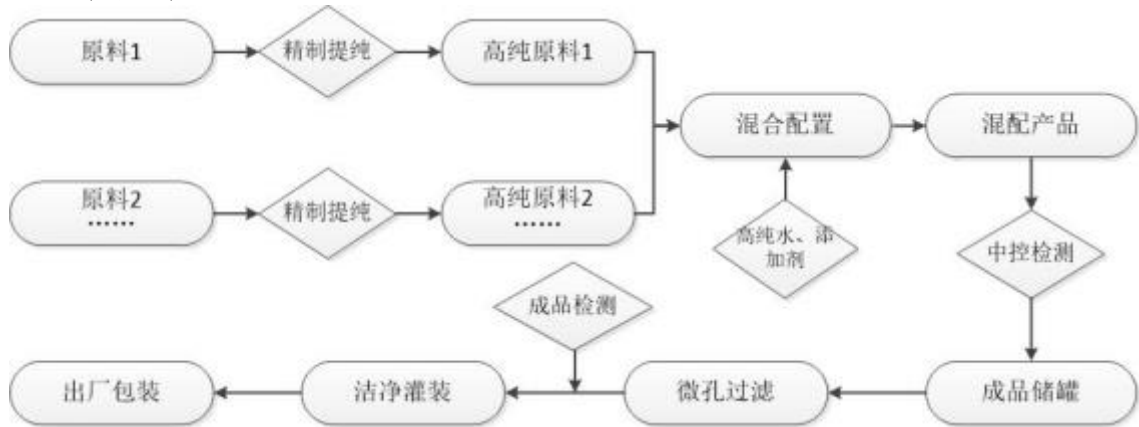 原料1
精制提纯
高纯原料1
混合配置
混配产品
原料2
……
精制提纯
高纯原料2
……
高纯水、添
加剂
中控检测
成品检测
出厂包装
洁净灌装
微孔过滤
成品储罐